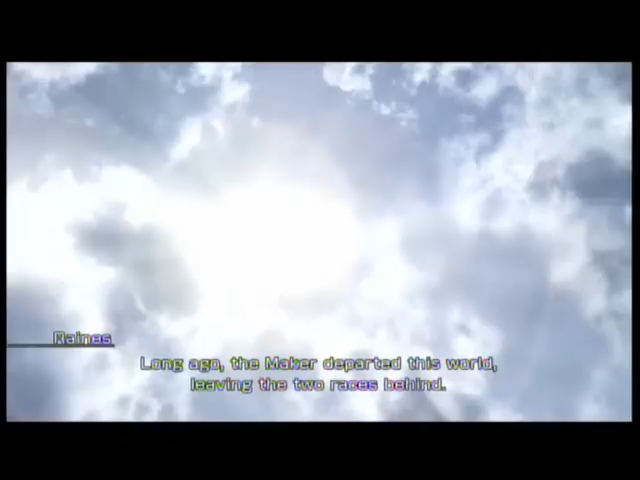 Raines
Long ago, the Maker departed this world,
leaving the two races behind.